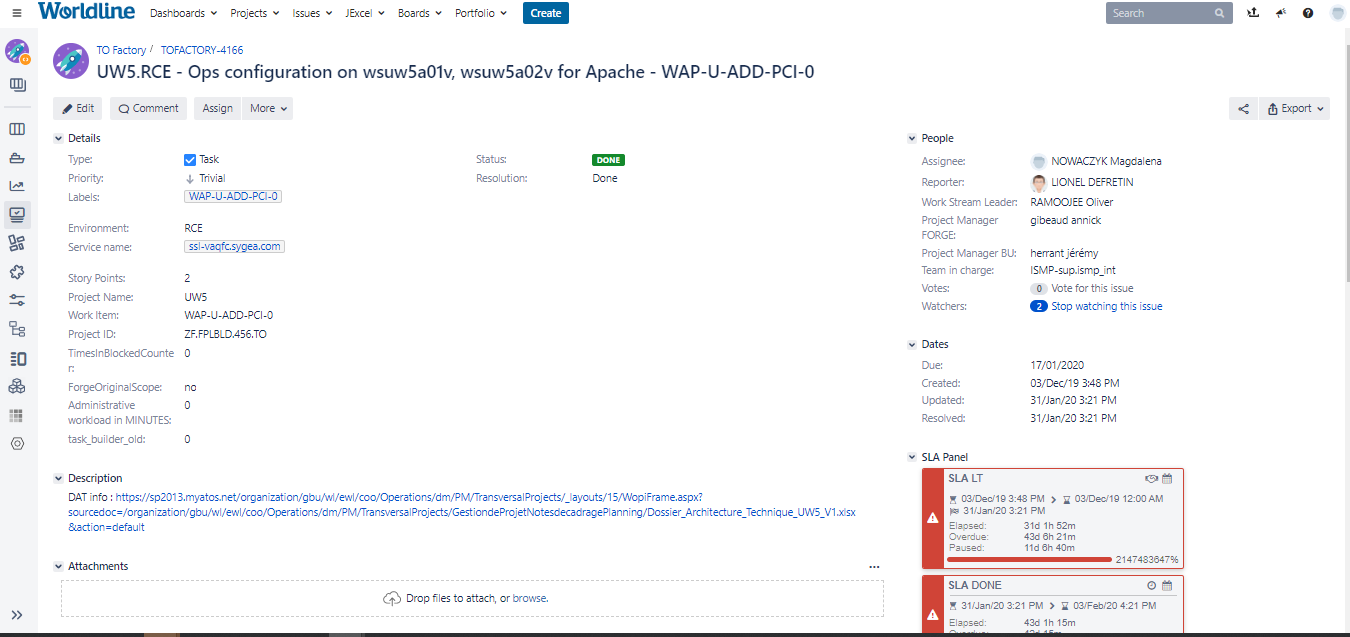 Worldline Dashboards Projects Issues JExcel Boards Portfolio Create Search
TO Factory / TOFACTORY-4166
UW5.RCE - Ops configuration on wsuw5a01v, wsuw5a02v for Apache - WAP-U-ADD-PCI-0
Edit Comment Assign More Export
Details
Type: Task
Status: DONE
Priority: Trivial
Resolution: Done
Labels: WAP-U-ADD-PCI-0
Environment: RCE
Service name: ssl-vaqfc.sygea.com
Story Points: 2
Project Name: UW5
Work Item: WAP-U-ADD-PCI-0
Project ID: ZF.FPLBLD.456.TO
TimesInBlockedCounte 0
r:
ForgeOriginalScope: no
Administrative 0
workload in MINUTES:
task_builder_old: 0
Description
DAT info : https://sp2013.myatos.net/organization/gbu/wl/ewl/coo/Operations/dm/PM/TransversalProjects/_layouts/15/WopiFrame.aspx?
sourcedoc=/organization/gbu/wl/ewl/coo/Operations/dm/PM/TransversalProjects/GestiondeProjetNotesdecadragePlanning/Dossier_Architecture_Technique_UW5_V1.xlsx
&action=default
Attachments
Drop files to attach, or browse.
People
Assignee: NOWACZYK Magdalena
Reporter: LIONEL DEFRETIN
Work Stream Leader: RAMOOJEE Oliver
Project Manager gibeaud annick
FORGE:
Project Manager BU: herrant jérémy
Team in charge: ISMP-sup.ismp_int
Votes: 0 Vote for this issue
Watchers: 2 Stop watching this issue
Dates
Due: 17/01/2020
Created: 03/Dec/19 3:48 PM
Updated: 31/Jan/20 3:21 PM
Resolved: 31/Jan/20 3:21 PM
SLA Panel
SLA LT
03/Dec/19 3:48 PM 03/Dec/19 12:00 AM
31/Jan/20 3:21 PM
Elapsed: 31d 1h 52m
Overdue: 43d 6h 21m
Paused: 11d 6h 40m
2147483647%
SLA DONE
31/Jan/20 3:21 PM 03/Feb/20 4:21 PM
Elapsed: 43d 1h 15m